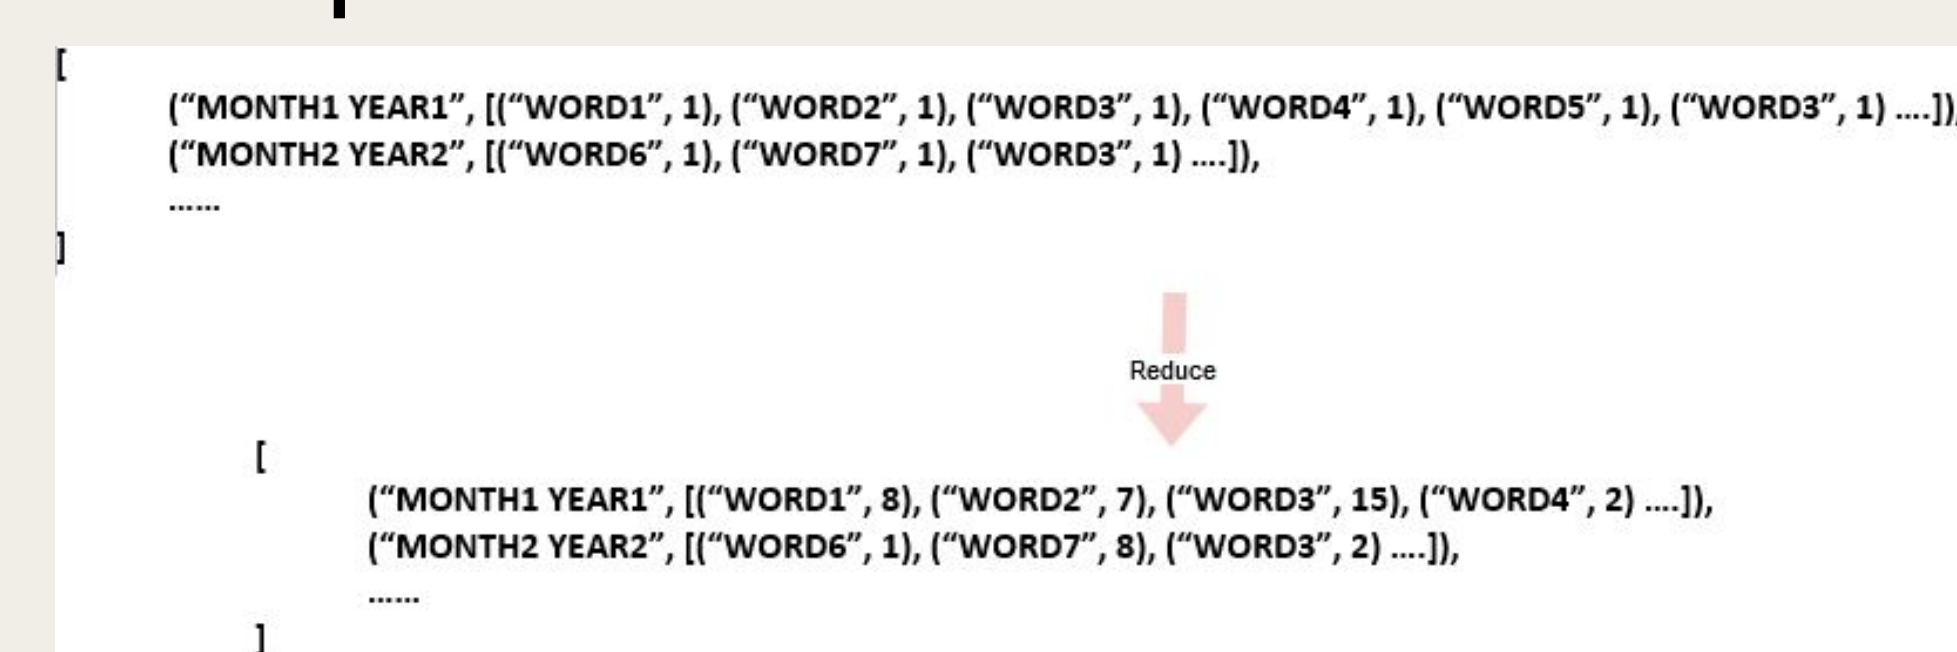 [
(“MONTH1 YEAR1”, [(“WORD1”, 1), (“WORD2”, 1), (“WORD3”, 1), (“WORD4”, 1), (“WORD5”, 1), (“WORD3”, 1) ....]),
(“MONTH2 YEAR2”, [(“WORD6”, 1), (“WORD7”, 1), (“WORD3”, 1) ....]),
......
]
Reduce
[
(“MONTH1 YEAR1”, [(“WORD1”, 8), (“WORD2”, 7), (“WORD3”, 15), (“WORD4”, 2) ....]),
(“MONTH2 YEAR2”, [(“WORD6”, 1), (“WORD7”, 8), (“WORD3”, 2) ....]),
......
]